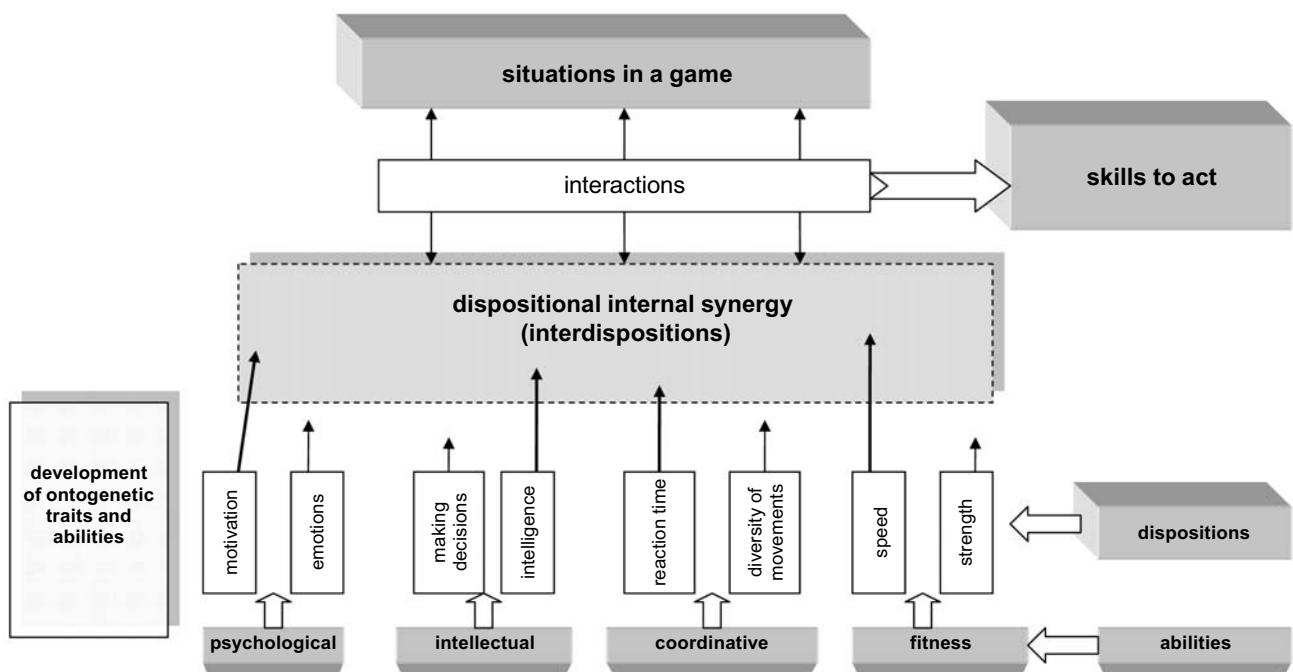 situations in a game
interactions
skills to act
dispositional internal synergy
(interdispositions)
development
of ontogenetic
traits and
abilities
motivation
emotions
making
decisions
intelligence
reaction time
diversity of
movements
speed
strength
dispositions
psychological
intellectual
coordinative
fitness
abilities